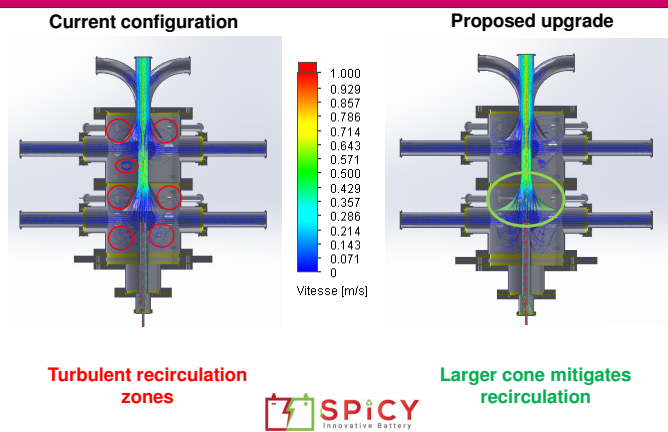 Current configuration
Proposed upgrade
1.000
0.929
0.857
0.786
0.714
0.643
0.571
0.500
0.429
0.357
0.286
0.214
0.143
0.071
0
Vitesse [m/s]
Turbulent recirculation
zones
Larger cone mitigates
recirculation
SPiCY
Innovative Battery